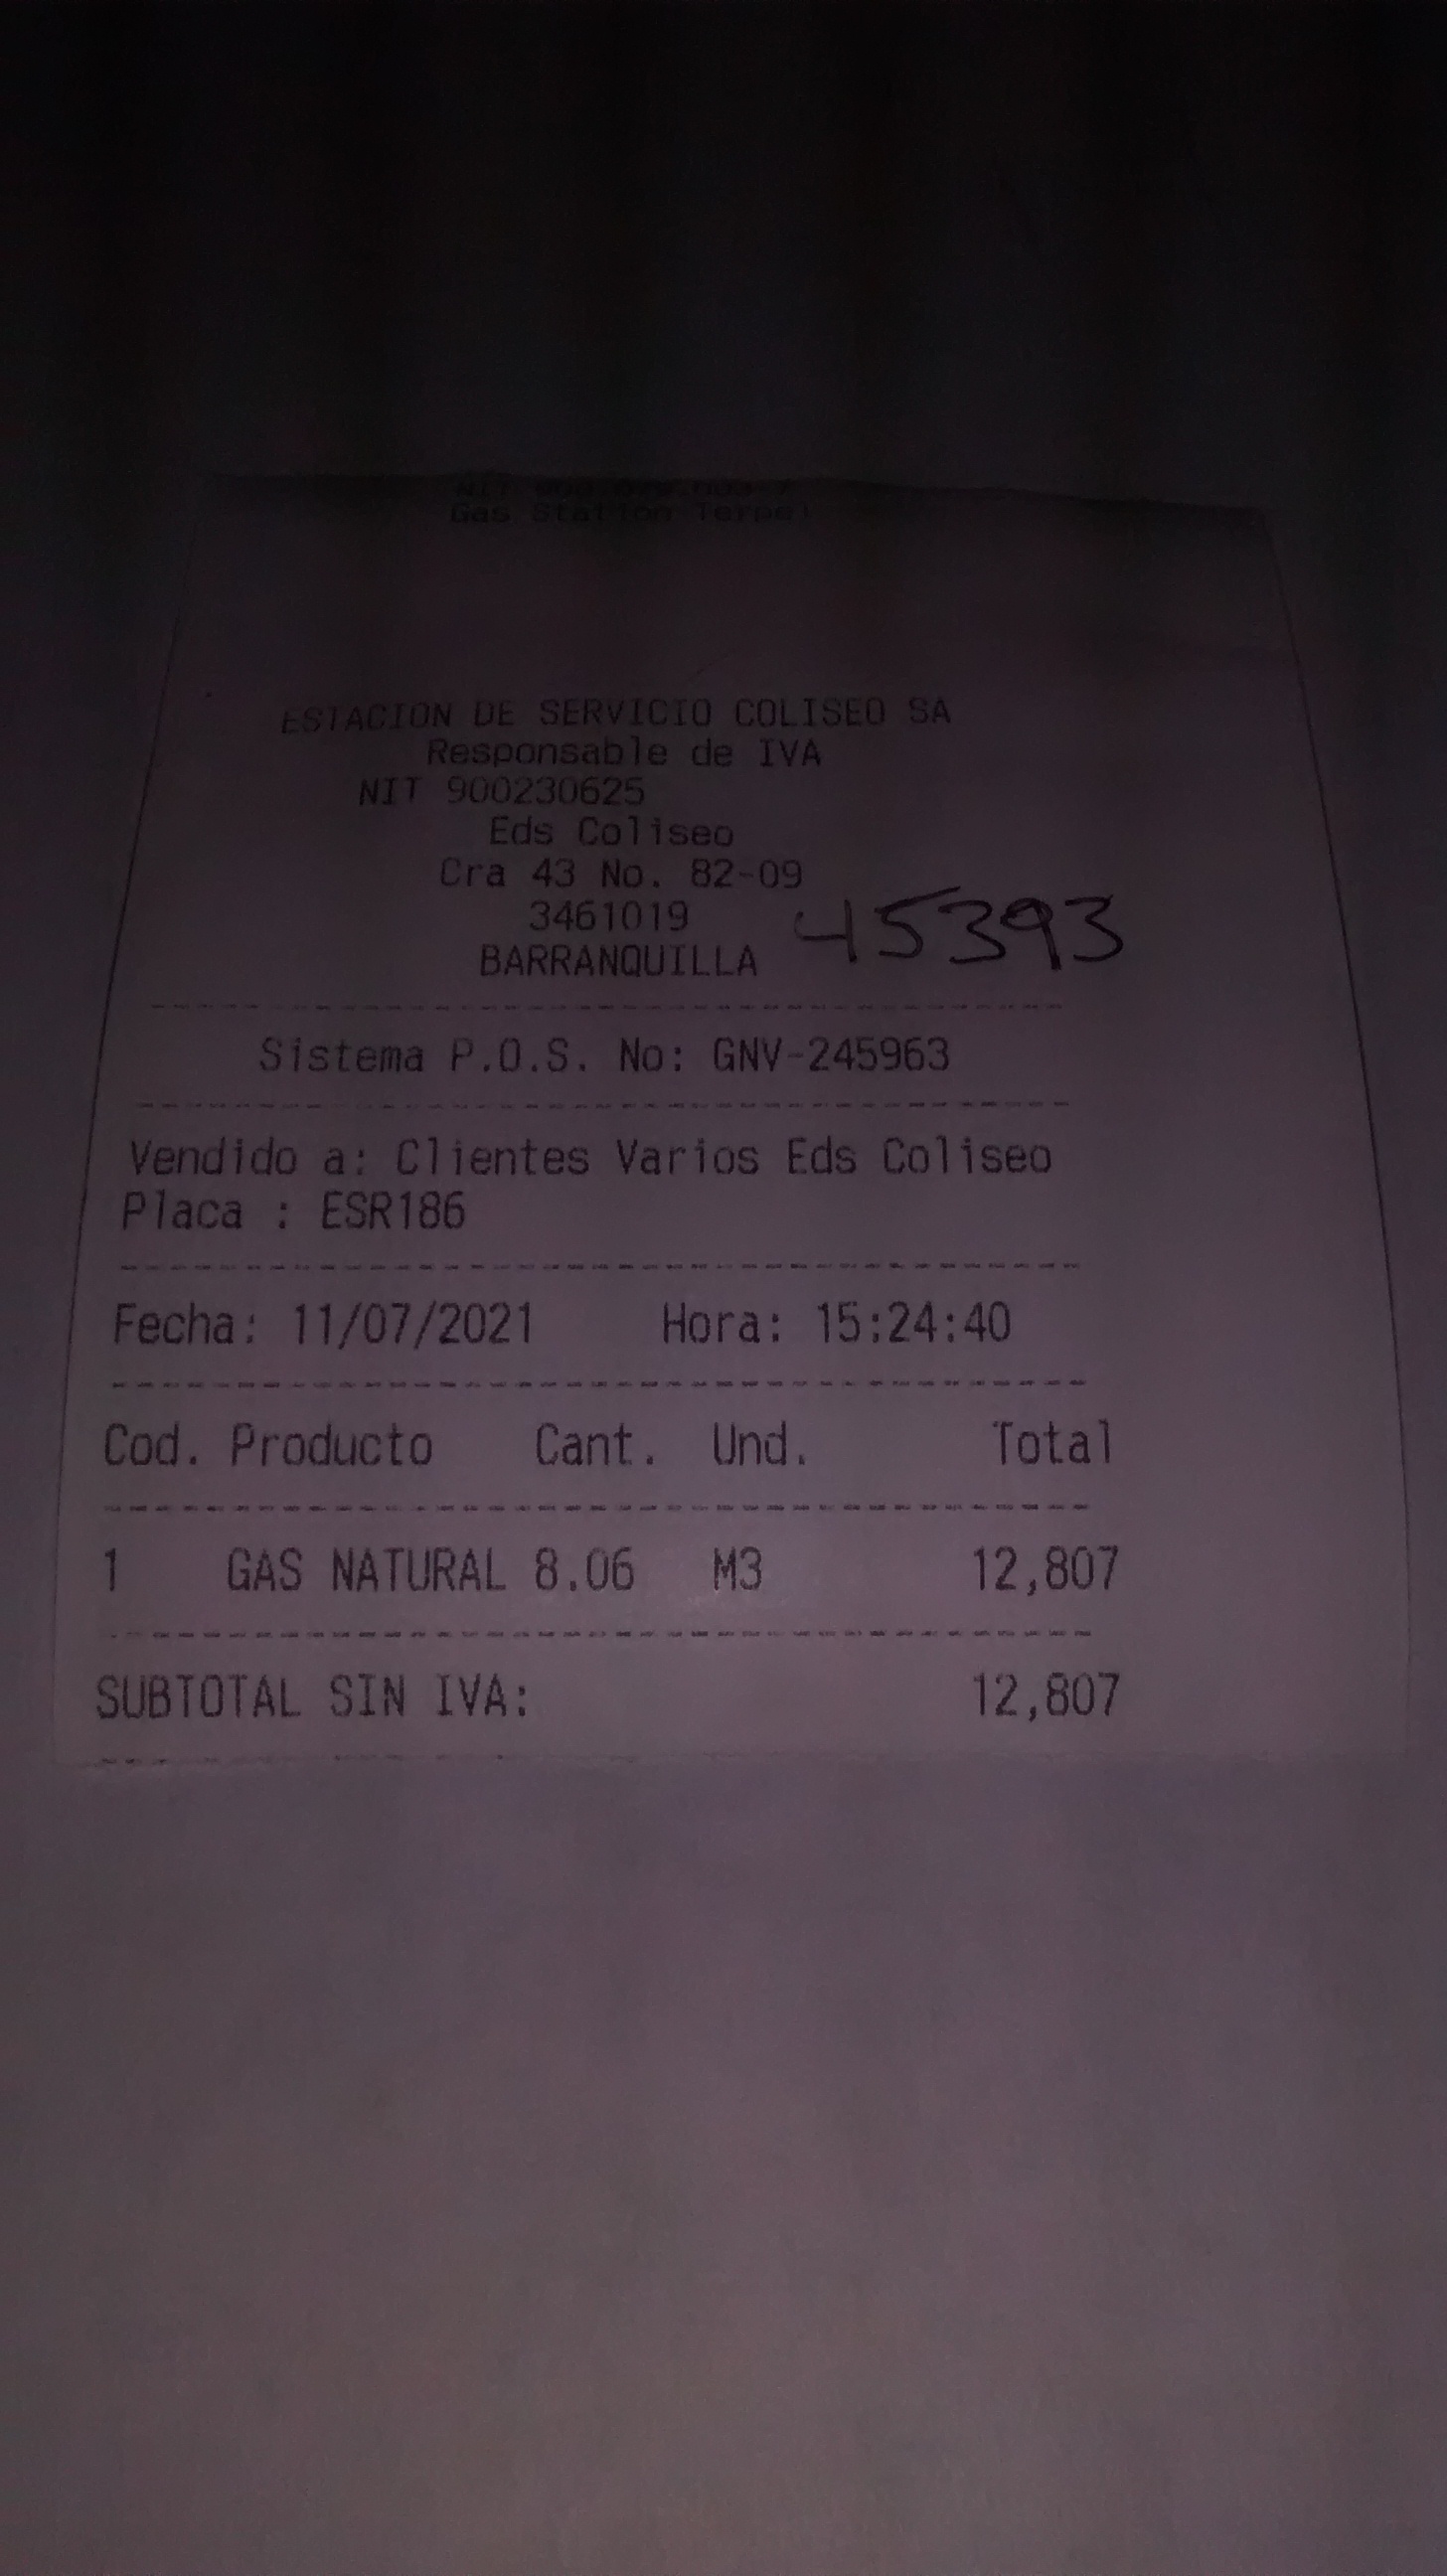 Gas Station Terpel
ESTACION DE SERVICIO COLISEO SA
Responsable de IVA
NIT 900230625
Eds Coliseo
Cra 43 No. 82-09
3461019
45393
BARRANQUILLA
Sistema P.O.S. No: GNV-245963
Vendido a: Clientes Varios Eds Coliseo
Placa : ESR186
Fecha: 11/07/2021 Hora: 15:24:40
Cod. Producto Cant. Und. Total
1 GAS NATURAL 8.06 M3 12,807
SUBTOTAL SIN IVA: 12,807